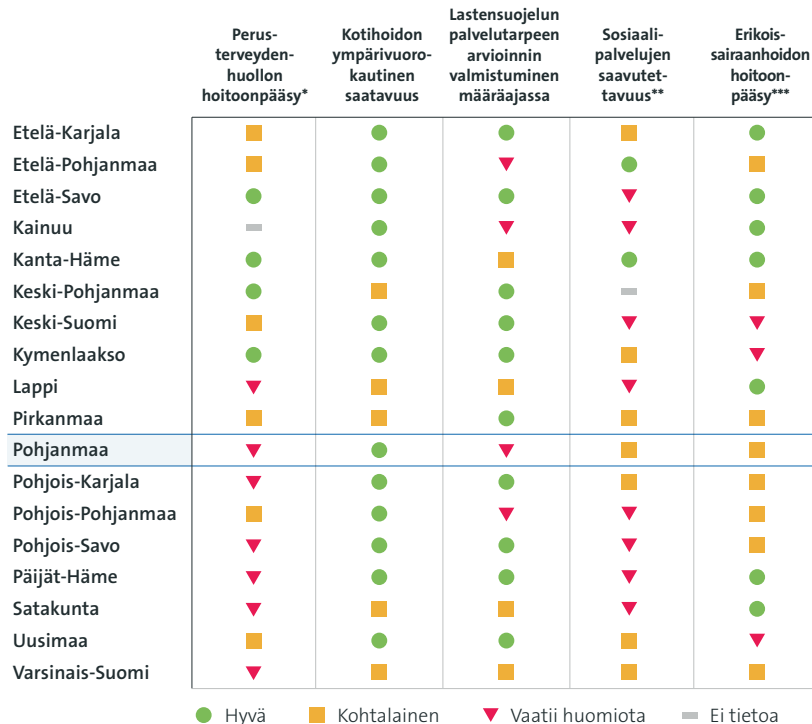 Perus-
terveyden-
huollon
hoitoonpääsy*
Kotihoidon
ympärivuoro-
kautinen
saatavuus
Lastensuojelun
palvelutarpeen
arvioinnin
valmistuminen
määräajassa
Sosiaali-
palvelujen
saavutet-
tavuus**
Erikois-
sairaanhoidon
hoitoon-
pääsy***
Etelä-Karjala
Etelä-Pohjanmaa
Etelä-Savo
Kainuu
Kanta-Häme
Keski-Pohjanmaa
Keski-Suomi
Kymenlaakso
Lappi
Pirkanmaa
Pohjanmaa
Pohjois-Karjala
Pohjois-Pohjanmaa
Pohjois-Savo
Päijät-Häme
Satakunta
Uusimaa
Varsinais-Suomi
Hyvä Kohtalainen Vaatii huomiota Ei tietoa